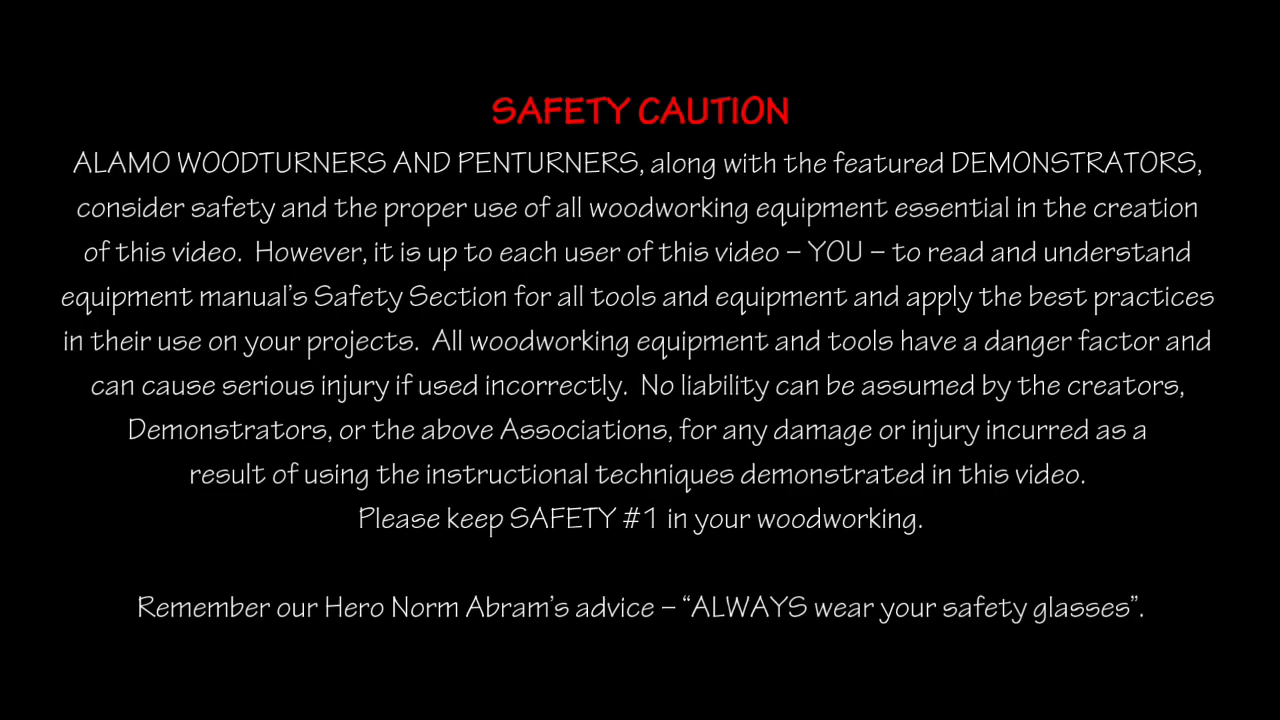 SAFETY CAUTION
ALAMO WOODTURNERS AND PENTURNERS, along with the featured DEMONSTRATORS,
consider safety and the proper use of all woodworking equipment essential in the creation
of this video.  However, it is up to each user of this video – YOU – to read and understand
equipment manual’s Safety Section for all tools and equipment and apply the best practices
in their use on your projects.  All woodworking equipment and tools have a danger factor and
can cause serious injury if used incorrectly.  No liability can be assumed by the creators,
Demonstrators, or the above Associations, for any damage or injury incurred as a
result of using the instructional techniques demonstrated in this video.
Please keep SAFETY #1 in your woodworking.
Remember our Hero Norm Abram’s advice – “ALWAYS wear your safety glasses”.